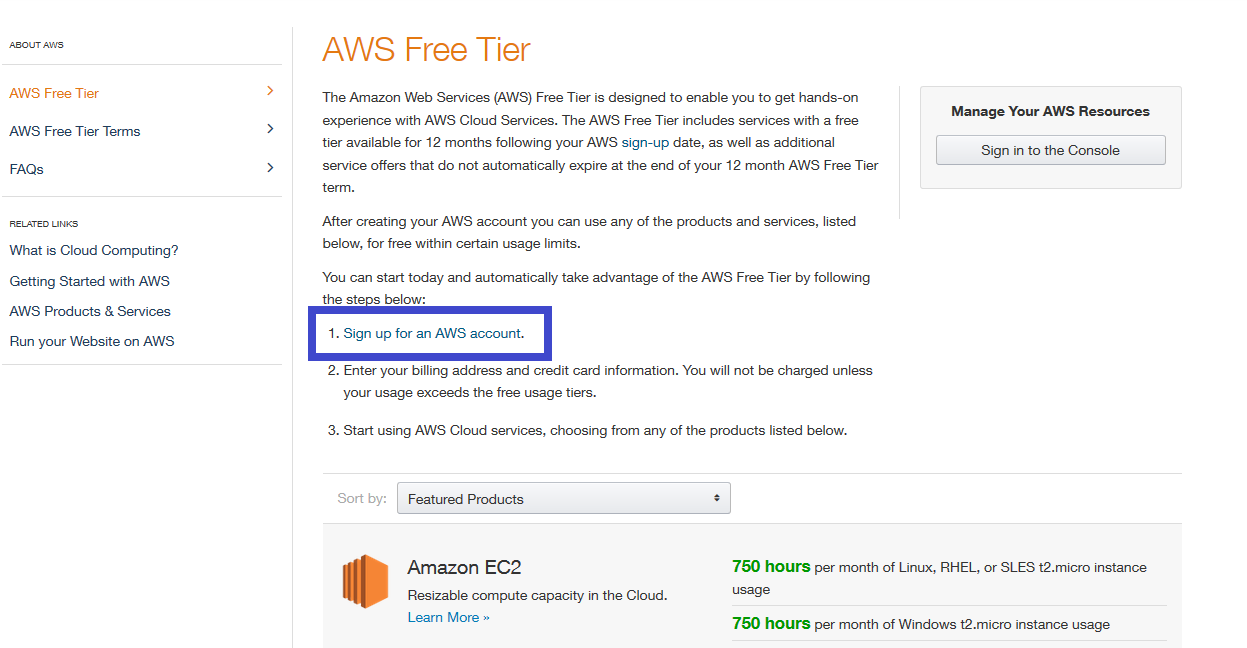 ABOUT AWS
AWS Free Tier
AWS Free Tier Terms
FAQs
RELATED LINKS
What is Cloud Computing?
Getting Started with AWS
AWS Products & Services
Run your Website on AWS
AWS Free Tier
The Amazon Web Services (AWS) Free Tier is designed to enable you to get hands-on
experience with AWS Cloud Services. The AWS Free Tier includes services with a free
tier available for 12 months following your AWS sign-up date, as well as additional
service offers that do not automatically expire at the end of your 12 month AWS Free Tier
term.
After creating your AWS account you can use any of the products and services, listed
below, for free within certain usage limits.
You can start today and automatically take advantage of the AWS Free Tier by following
the steps below:
1. Sign up for an AWS account.
2. Enter your billing address and credit card information. You will not be charged unless
your usage exceeds the free usage tiers.
3. Start using AWS Cloud services, choosing from any of the products listed below.
Manage Your AWS Resources
Sign in to the Console
Sort by: Featured Products
Amazon EC2
Resizable compute capacity in the Cloud.
Learn More »
750 hours per month of Linux, RHEL, or SLES t2.micro instance
usage
750 hours per month of Windows t2.micro instance usage